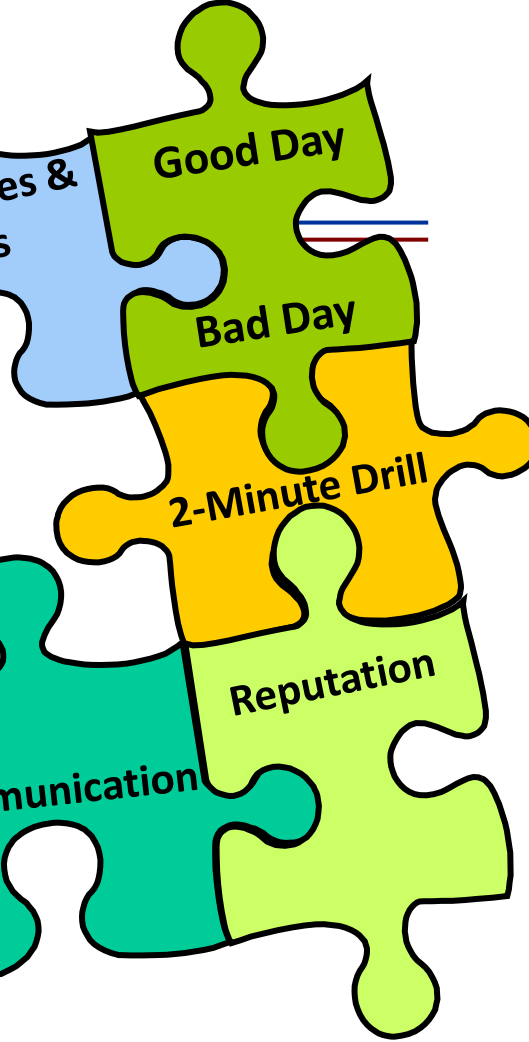 Good Day
es &
s
Bad Day
2-Minute Drill
Reputation
munication